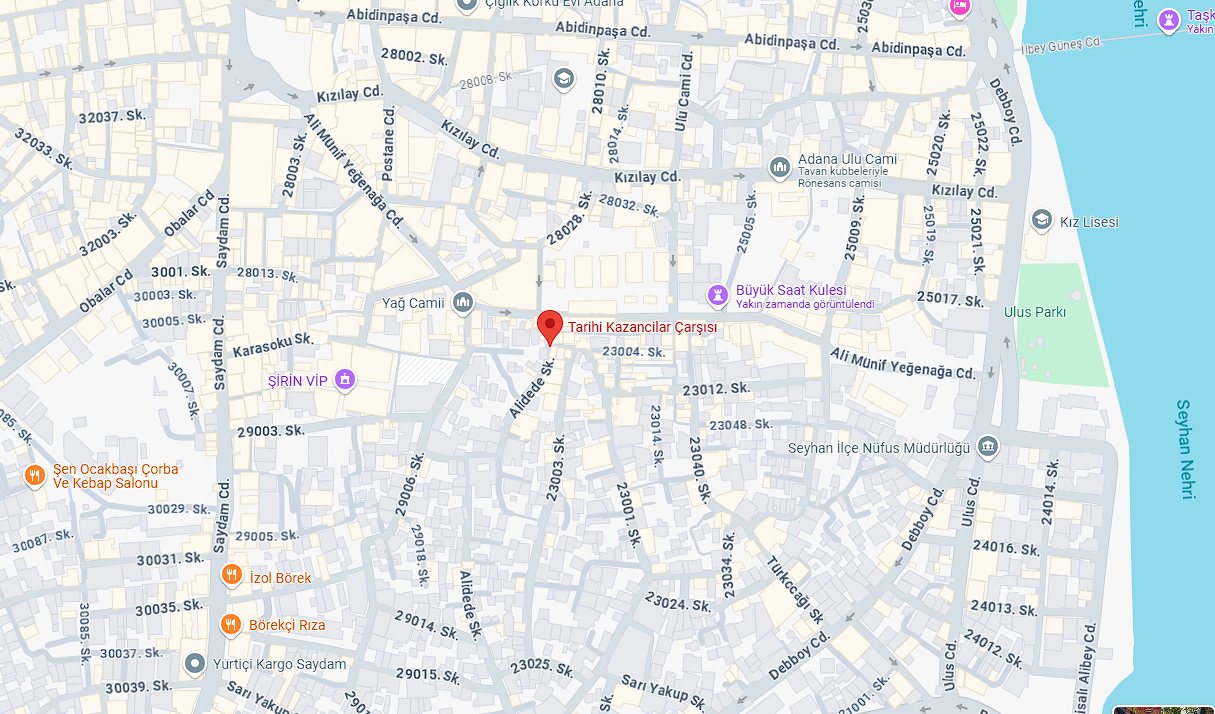 Çığlık Korku Evi Adana
Abidinpaşa Cd.
Abidinpaşa Cd.
Abidinpaşa Cd.
Abidinpaşa Cd.
Nehri
Yakın
İlbey Güneş Cd.
28002. Sk.
28008. Sk.
28010. Sk.
28014. Sk.
Ulu Cami Cd.
Debboy Cd.
32037. Sk.
32033. Sk.
Kızılay Cd.
Kızılay Cd.
Kızılay Cd.
Kızılay Cd.
Ali Münif Yeğenağa Cd.
Postane Cd.
28003. Sk.
Adana Ulu Cami
Tavan kubbeleriyle
Rönesans camisi
25020. Sk.
25022. Sk.
Obalar Cd
Saydam Cd.
32003. Sk.
28028. Sk.
28032. Sk.
25005. Sk.
25009. Sk.
25019. Sk.
25021. Sk.
Kız Lisesi
3001. Sk.
28013. Sk.
Obalar Cd
30003. Sk.
30005. Sk.
Yağ Camii
Büyük Saat Kulesi
Yakın zamanda görüntülendi
25017. Sk.
Ulus Parkı
Tarihi Kazancilar Çarşısı
Karasoku Sk.
Saydam Cd.
23004. Sk.
Ali Münif Yeğenağa Cd.
ŞİRİN VİP
30007. Sk.
Alidede Sk.
23012. Sk.
23014. Sk.
23048. Sk.
29003. Sk.
Seyhan İlçe Nüfus Müdürlüğü
Seyhan Nehri
Şen Ocakbaşı Çorba
Ve Kebap Salonu
29006. Sk.
23003. Sk.
23040. Sk.
23001. Sk.
Ulus Cd.
24014. Sk.
Debboy Cd.
30029. Sk.
Saydam Cd.
29005. Sk.
30081. Sk.
30031. Sk.
29018. Sk.
23034. Sk.
24016. Sk.
İzol Börek
Alidede Sk.
Türkccağı Sk
30035. Sk.
30085. Sk.
Börekçi Rıza
29014. Sk.
23024. Sk.
24013. Sk.
24012. Sk.
Debboy Cd.
30037. Sk.
Yurtiçi Kargo Saydam
29015. Sk.
23025. Sk.
Ulus Cd.
30039. Sk.
Sarı Yakup Sk.
Sarı Yakup Sk.
21001. Sk.